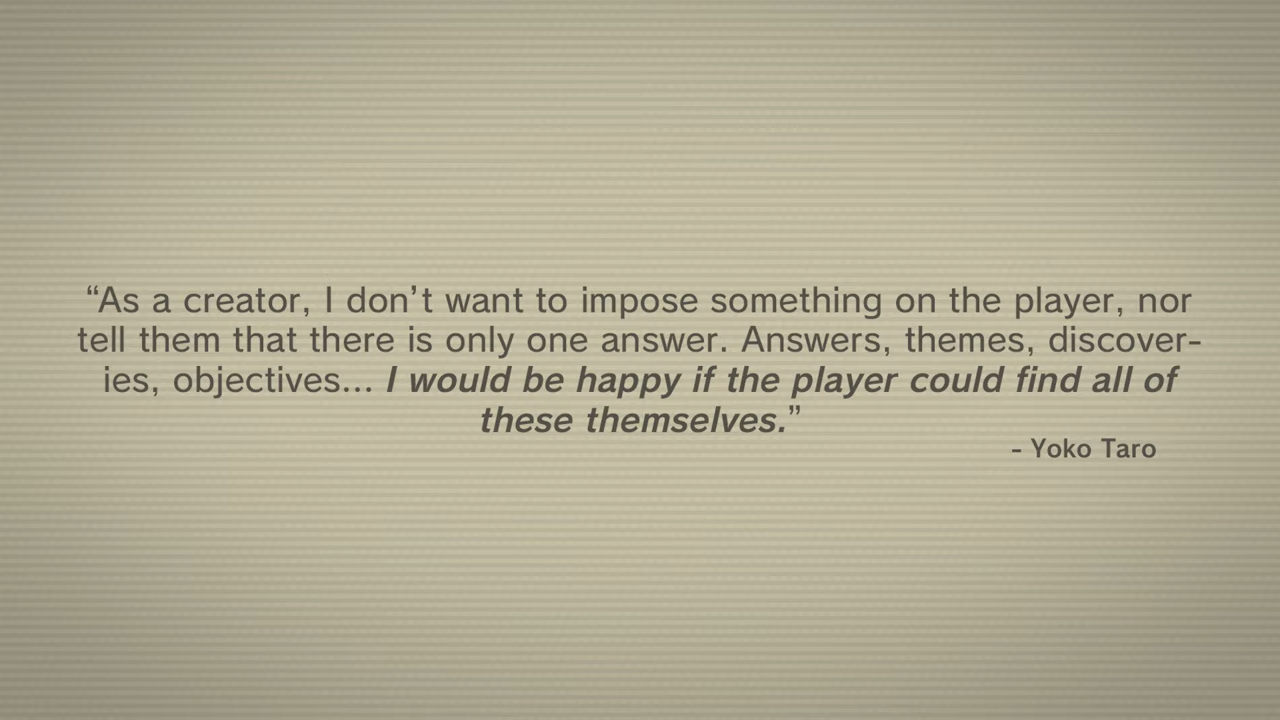 “As a creator, I don’t want to impose something on the player, nor
tell them that there is only one answer. Answers, themes, discover-
ies, objectives... I would be happy if the player could find all of
these themselves.”
- Yoko Taro